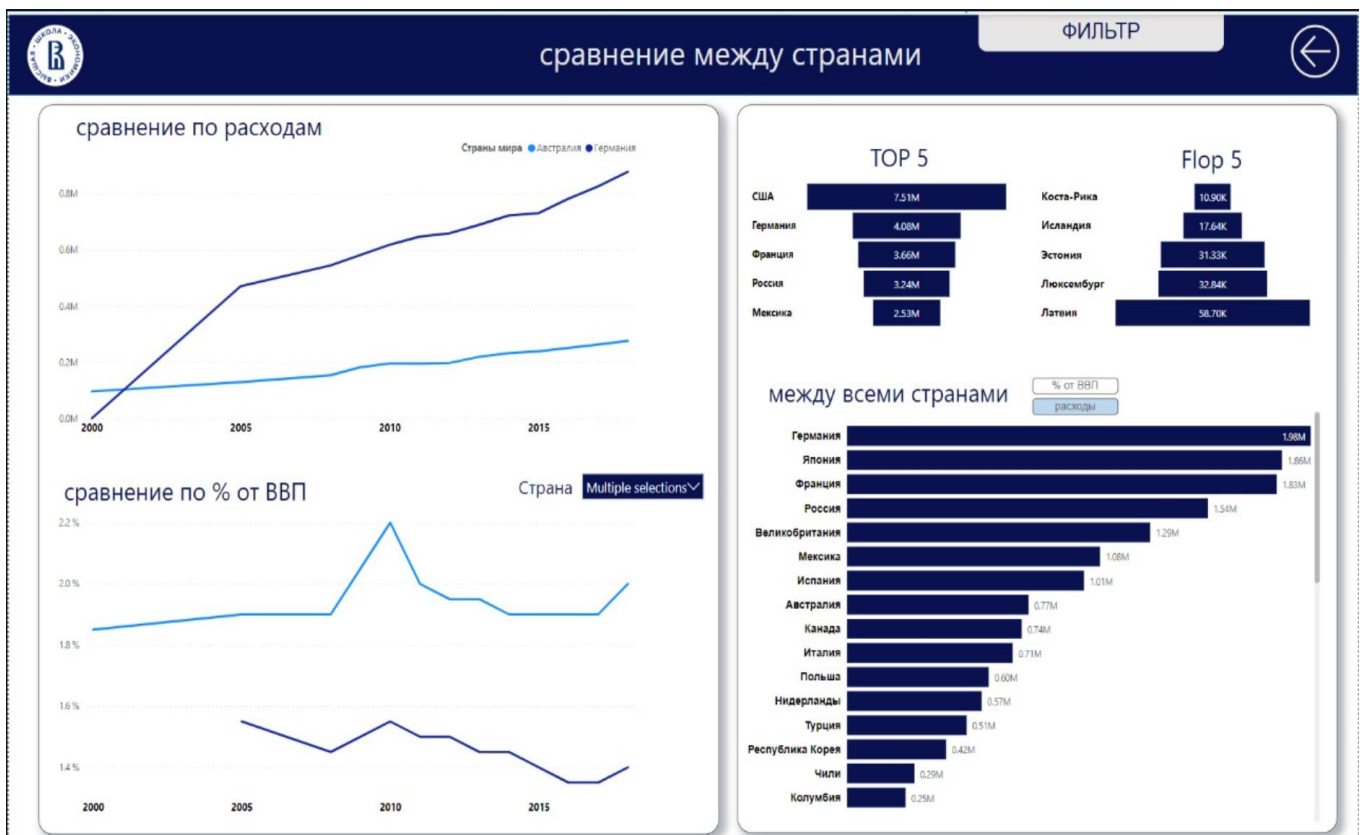 ВЫСШАЯ • ШКОЛА • ЭКОНОМИКИ
сравнение между странами
ФИЛЬТР
сравнение по расходам
Страны мира Австралия Германия
0.8M
0.6M
0.4M
0.2M
0.0M
2000 2005 2010 2015
сравнение по % от ВВП
Страна Multiple selections
2.2 %
2.0 %
1.8 %
1.6 %
1.4 %
2000 2005 2010 2015
TOP 5
США 7.51M
Германия 4.08M
Франция 3.66M
Россия 3.24M
Мексика 2.53M
Flop 5
Коста-Рика 10.90K
Исландия 17.64K
Эстония 31.33K
Люксембург 32.84K
Латвия 58.70K
между всеми странами
% от ВВП
расходы
Германия 1.98M
Япония 1.86M
Франция 1.83M
Россия 1.54M
Великобритания 1.29M
Мексика 1.08M
Испания 1.01M
Австралия 0.77M
Канада 0.74M
Италия 0.71M
Польша 0.60M
Нидерланды 0.57M
Турция 0.51M
Республика Корея 0.42M
Чили 0.29M
Колумбия 0.25M